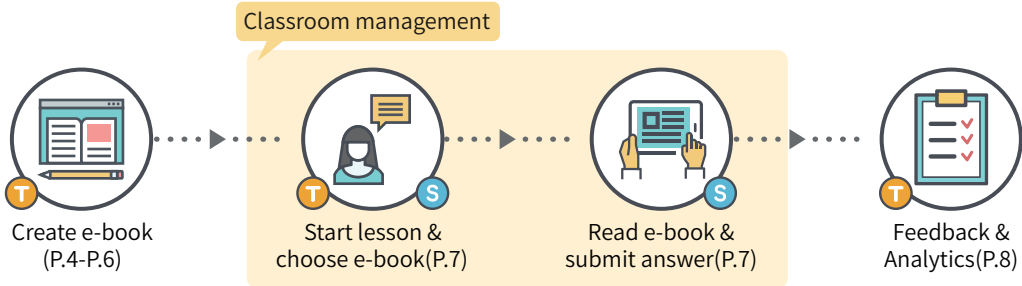 Classroom management
T
T
S
S
T
Create e-book
(P.4-P.6)
Start lesson &
choose e-book(P.7)
Read e-book &
submit answer(P.7)
Feedback &
Analytics(P.8)